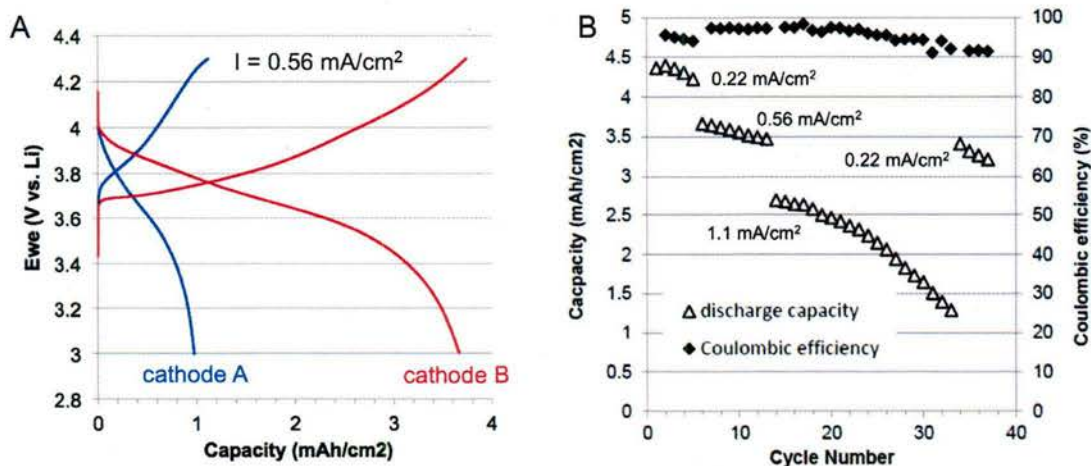 A
I = 0.56 mA/cm²
Ewe (V vs. Li)
4.4
4.2
4
3.8
3.6
3.4
3.2
3
2.8
cathode A
cathode B
0
1
2
3
4
Capacity (mAh/cm2)
B
Cacpacity (mAh/cm2)
5
4.5
4
3.5
3
2.5
2
1.5
1
0.5
0
0.22 mA/cm²
0.56 mA/cm²
0.22 mA/cm²
1.1 mA/cm²
discharge capacity
Coulombic efficiency
100
90
80
70
60
50
40
30
20
10
0
Coulombic efficiency (%)
0
10
20
30
40
Cycle Number